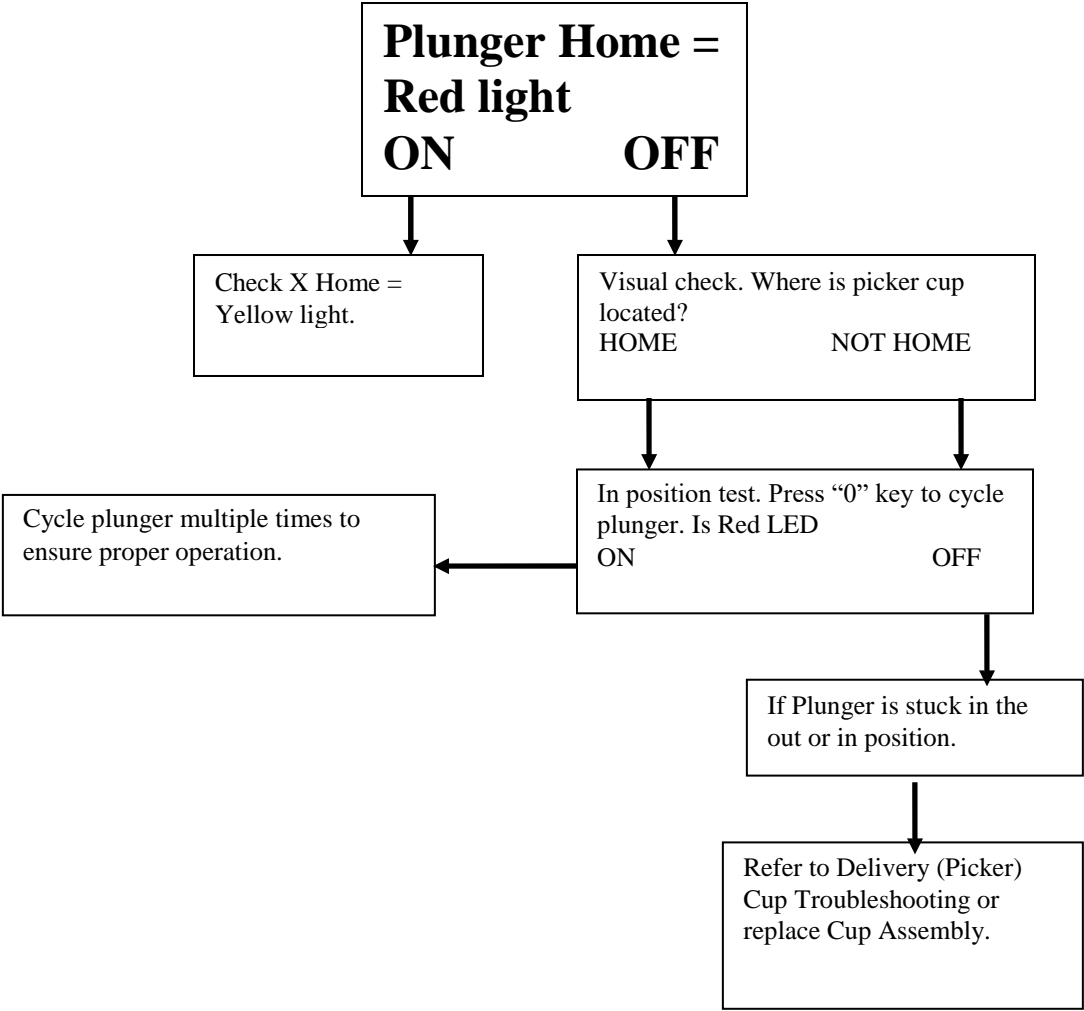 Plunger Home =
Red light
ON OFF
Check X Home =
Yellow light.
Visual check. Where is picker cup
located?
HOME NOT HOME
In position test. Press “0” key to cycle
plunger. Is Red LED
ON OFF
Cycle plunger multiple times to
ensure proper operation.
If Plunger is stuck in the
out or in position.
Refer to Delivery (Picker)
Cup Troubleshooting or
replace Cup Assembly.